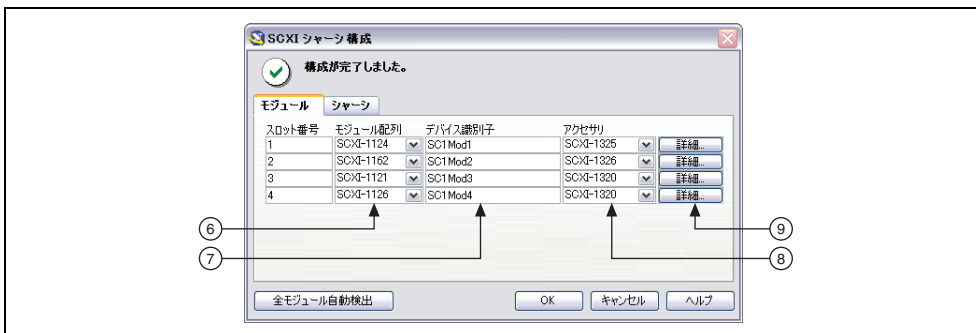 SCXI シャーシ構成
構成が完了しました。
モジュール シャーシ
スロット番号 モジュール配列 デバイス識別子 アクセサリ
1 SCXI-1124 SC1Mod1 SCXI-1325 詳細...
2 SCXI-1162 SC1Mod2 SCXI-1326 詳細...
3 SCXI-1121 SC1Mod3 SCXI-1320 詳細...
4 SCXI-1126 SC1Mod4 SCXI-1320 詳細...
6 9
7 8
全モジュール自動検出 OK キャンセル ヘルプ